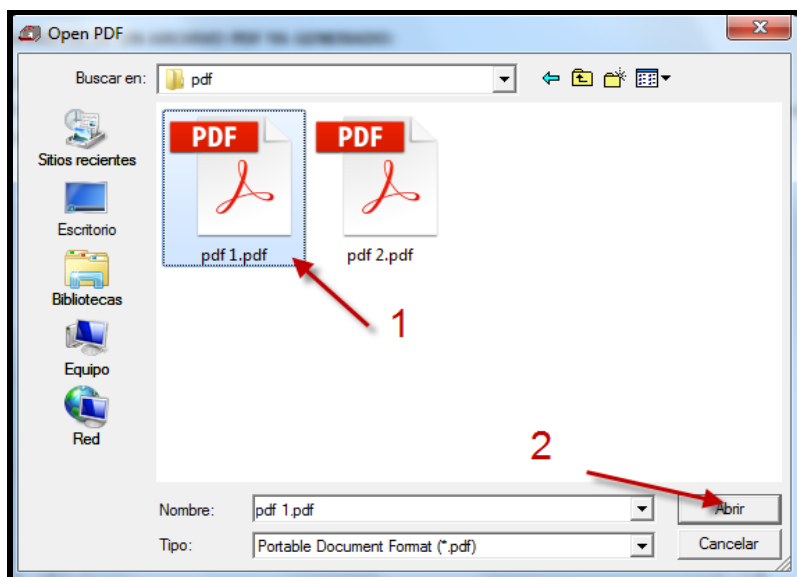 Open PDF
Buscar en:
pdf
Sitios recientes
Escritorio
Bibliotecas
Equipo
Red
PDF
PDF
pdf 1.pdf
pdf 2.pdf
1
2
Nombre:
pdf 1.pdf
Abrir
Tipo:
Portable Document Format (*.pdf)
Cancelar